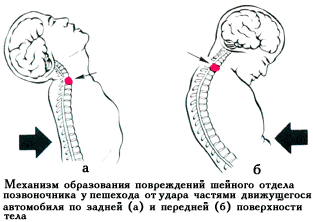 а б
Механизм образования повреждений шейного отдела
позвоночника у пешехода от удара частями движущегося
автомобиля по задней (а) и передней (б) поверхности
тела